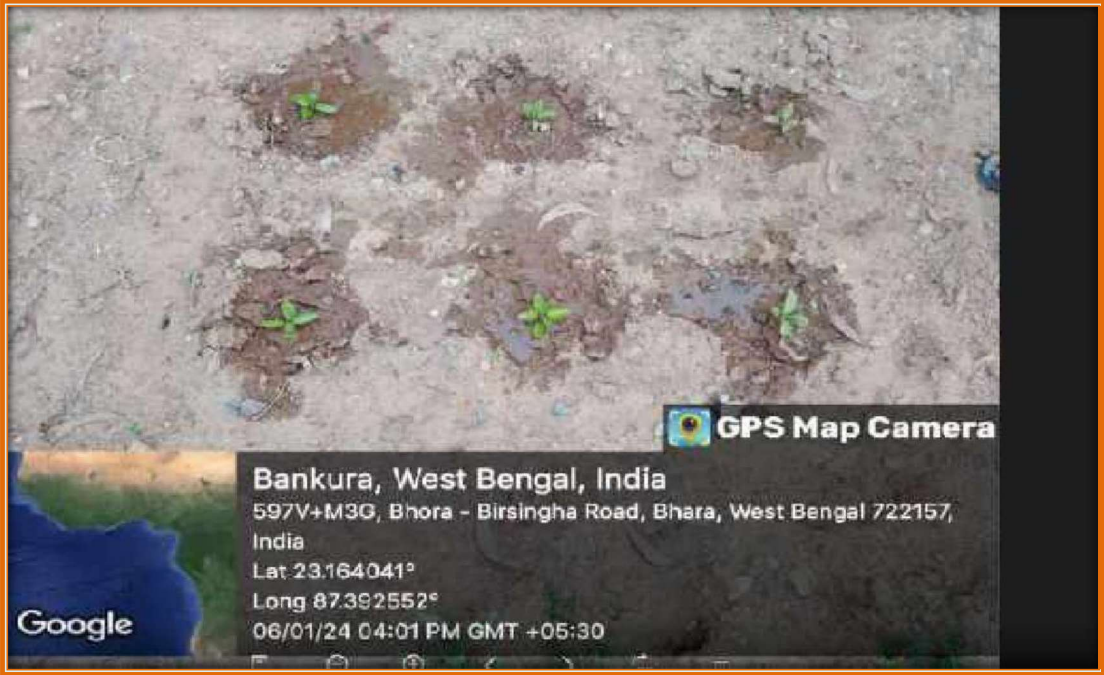 GPS Map Camera
Bankura, West Bengal, India
597V+M3G, Bhora - Birsingha Road, Bhara, West Bengal 722157,
India
Lat 23.164041°
Long 87.392552°
06/01/24 04:01 PM GMT +05:30
Google